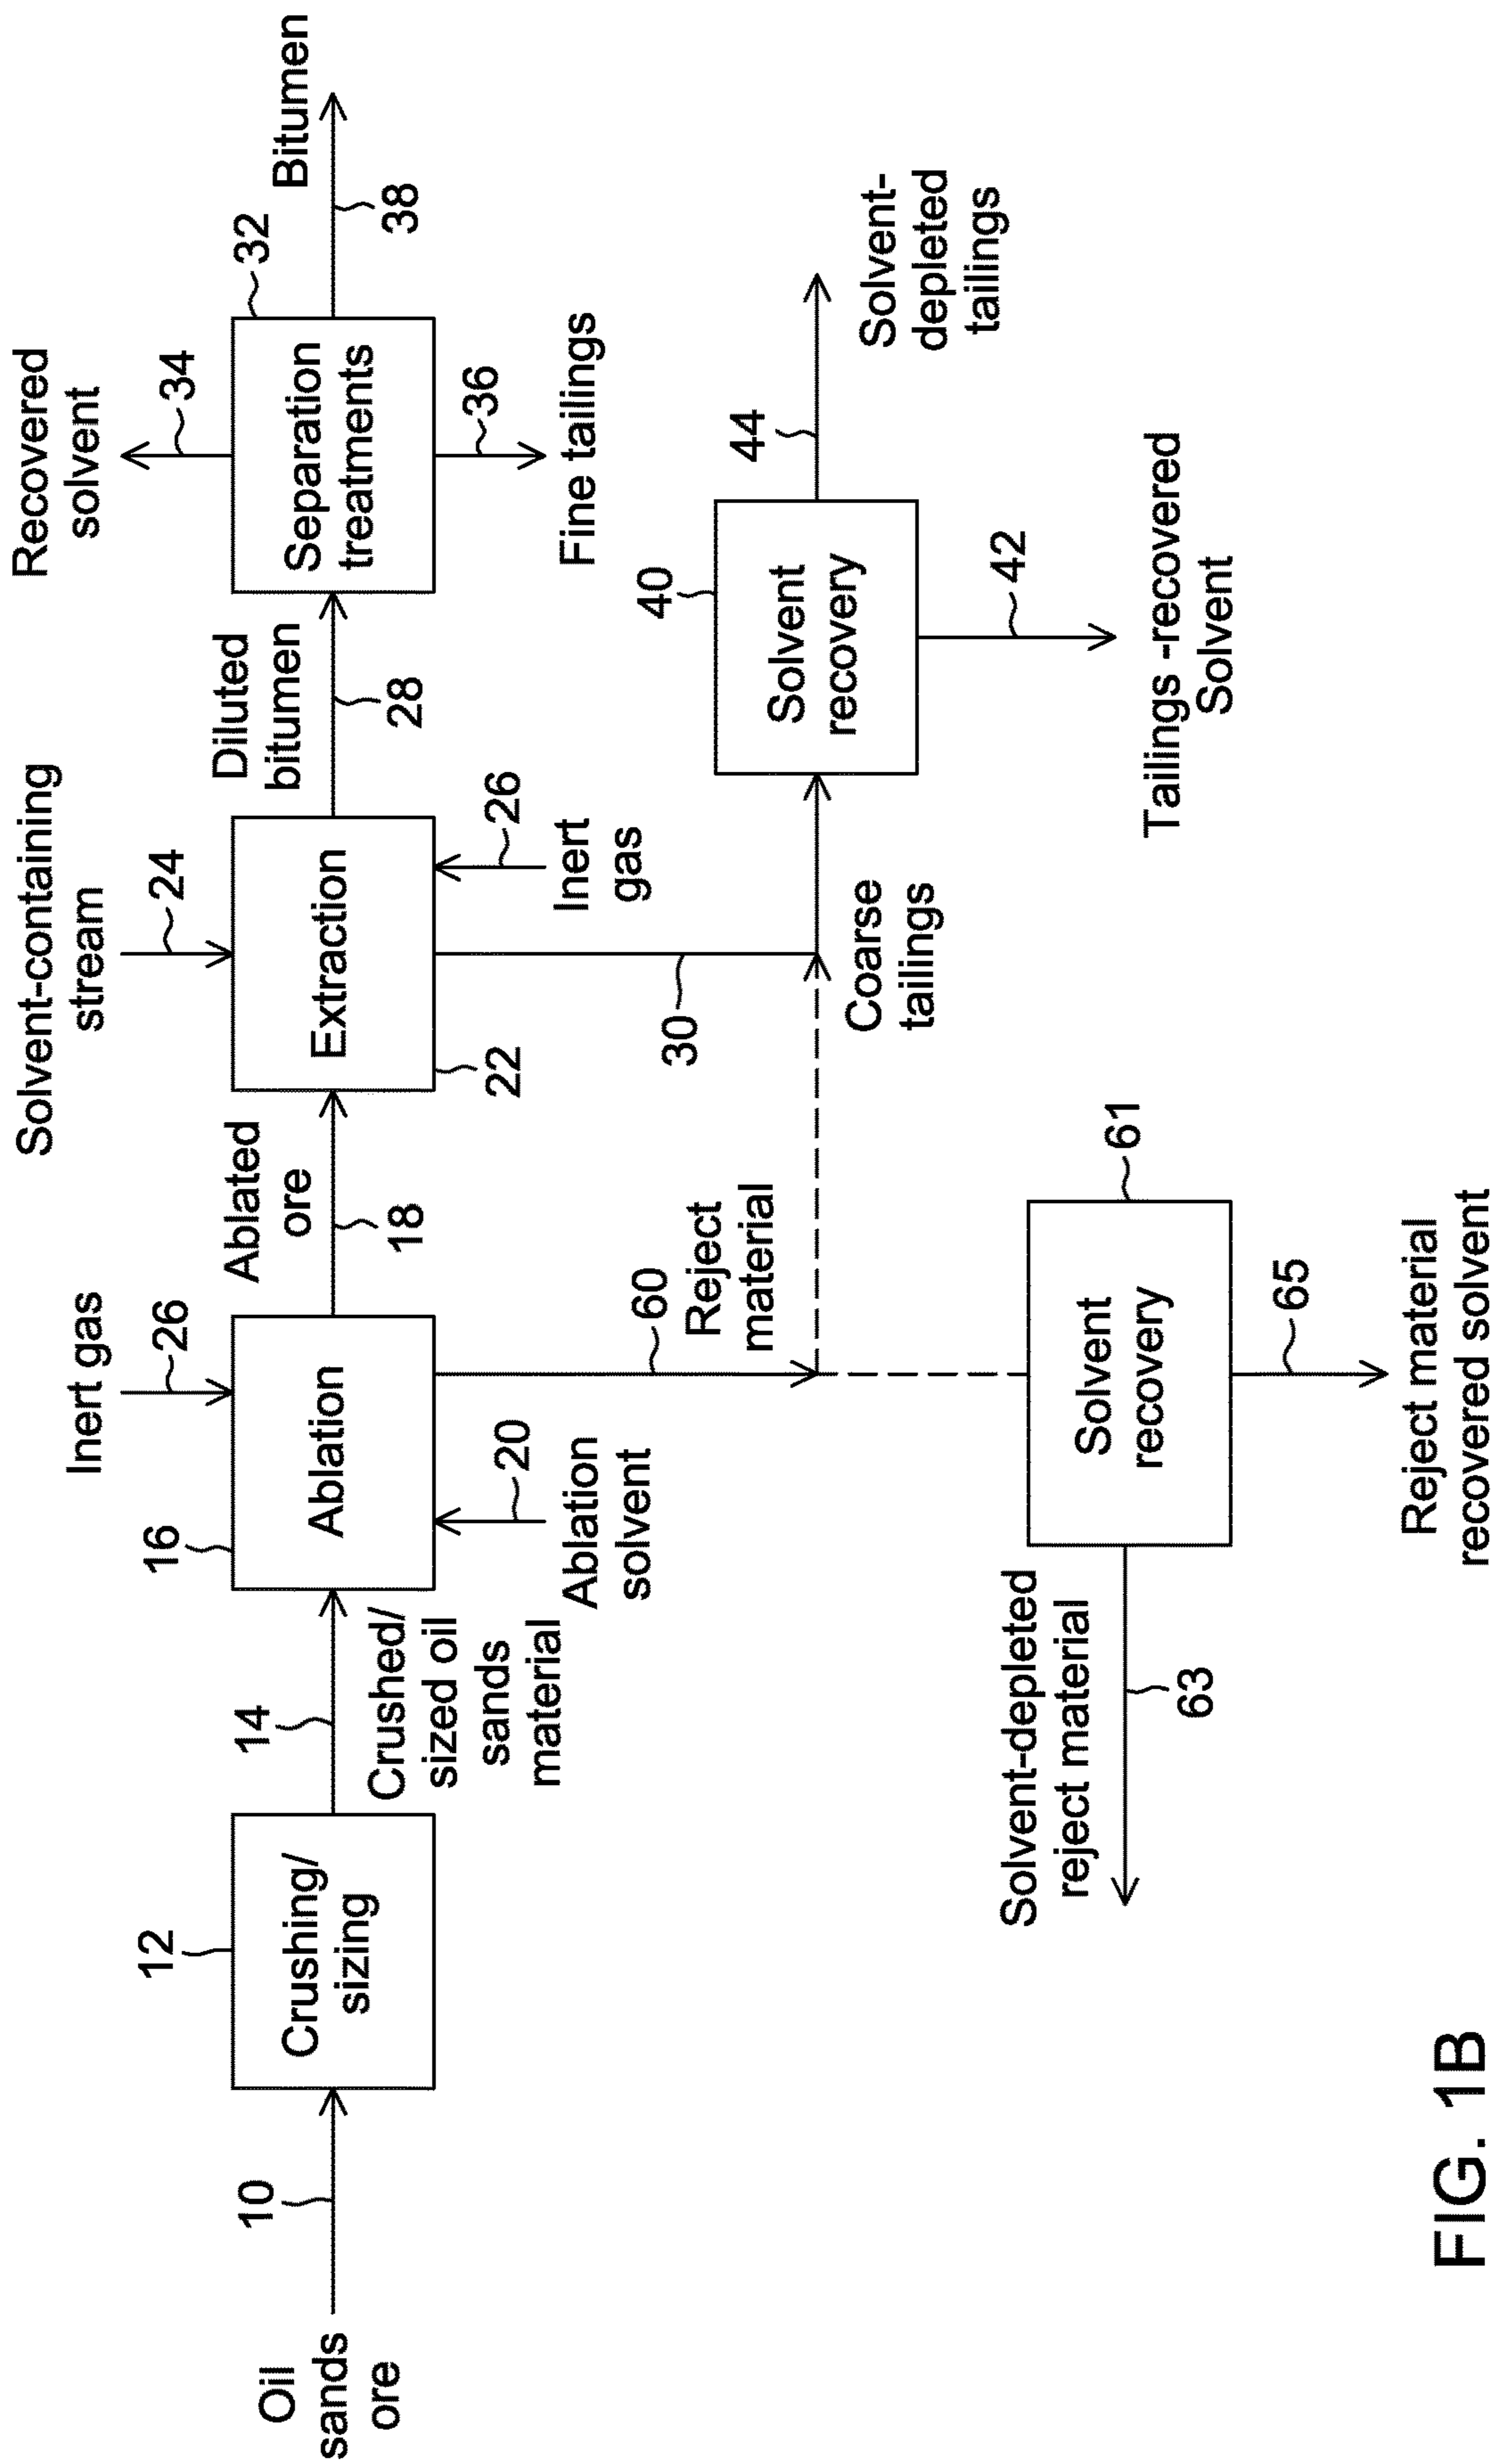 Oil
sands
ore
10
12
Crushing/
sizing
14
Crushed/
sized oil
sands
material
16
Ablation
Inert gas
26
20
Ablation
solvent
Ablated
ore
18
Solvent-containing
stream
24
Extraction
22
26
Inert
gas
Diluted
bitumen
28
Recovered
solvent
34
32
Separation
treatments
36
Fine tailings
Bitumen
38
60
Reject
material
30
Coarse
tailings
40
Solvent
recovery
44
Solvent-
depleted
tailings
42
Tailings -recovered
Solvent
61
Solvent
recovery
Solvent-depleted
reject material
63
65
Reject material
recovered solvent
FIG. 1B